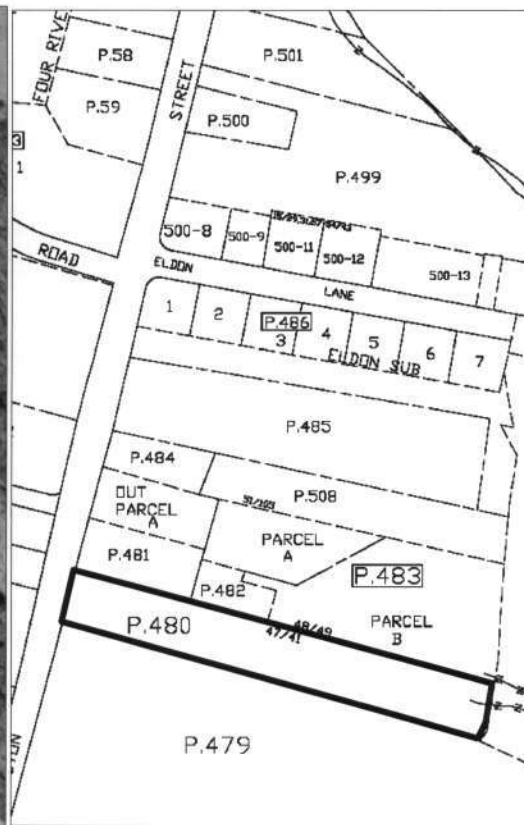 FOUR RIVE
P.58
P.501
P.59
STREET
P.500
3
1
P.499
500-8
500-9
500-11
500-12
500-13
ROAD
ELDON
LANE
1
2
P.486
3
4
5
6
7
ELDON SUB
P.485
P.484
P.508
OUT
PARCEL
A
51/103
PARCEL
A
P.481
P.482
P.483
P.480
48/49
47/41
PARCEL
B
P.479